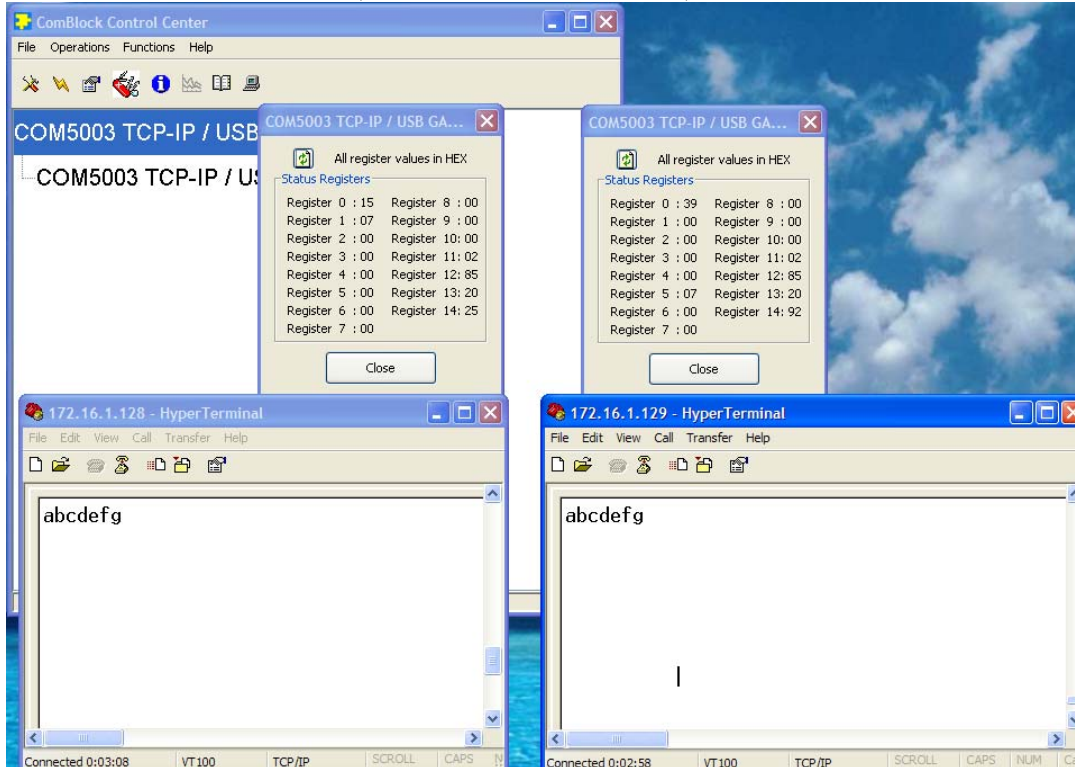 ComBlock Control Center
File Operations Functions Help
COM5003 TCP-IP / USB
COM5003 TCP-IP / US
COM5003 TCP-IP / USB GA...
All register values in HEX
Status Registers
Register 0 : 15 Register 8 : 00
Register 1 : 07 Register 9 : 00
Register 2 : 00 Register 10: 00
Register 3 : 00 Register 11: 02
Register 4 : 00 Register 12: 85
Register 5 : 00 Register 13: 20
Register 6 : 00 Register 14: 25
Register 7 : 00
Close
COM5003 TCP-IP / USB GA...
All register values in HEX
Status Registers
Register 0 : 39 Register 8 : 00
Register 1 : 00 Register 9 : 00
Register 2 : 00 Register 10: 00
Register 3 : 00 Register 11: 02
Register 4 : 00 Register 12: 85
Register 5 : 07 Register 13: 20
Register 6 : 00 Register 14: 92
Register 7 : 00
Close
172.16.1.128 - HyperTerminal
File Edit View Call Transfer Help
abcdefg
Connected 0:03:08 VT100 TCP/IP SCROLL CAPS N
172.16.1.129 - HyperTerminal
File Edit View Call Transfer Help
abcdefg
Connected 0:02:58 VT100 TCP/IP SCROLL CAPS NUM Ca